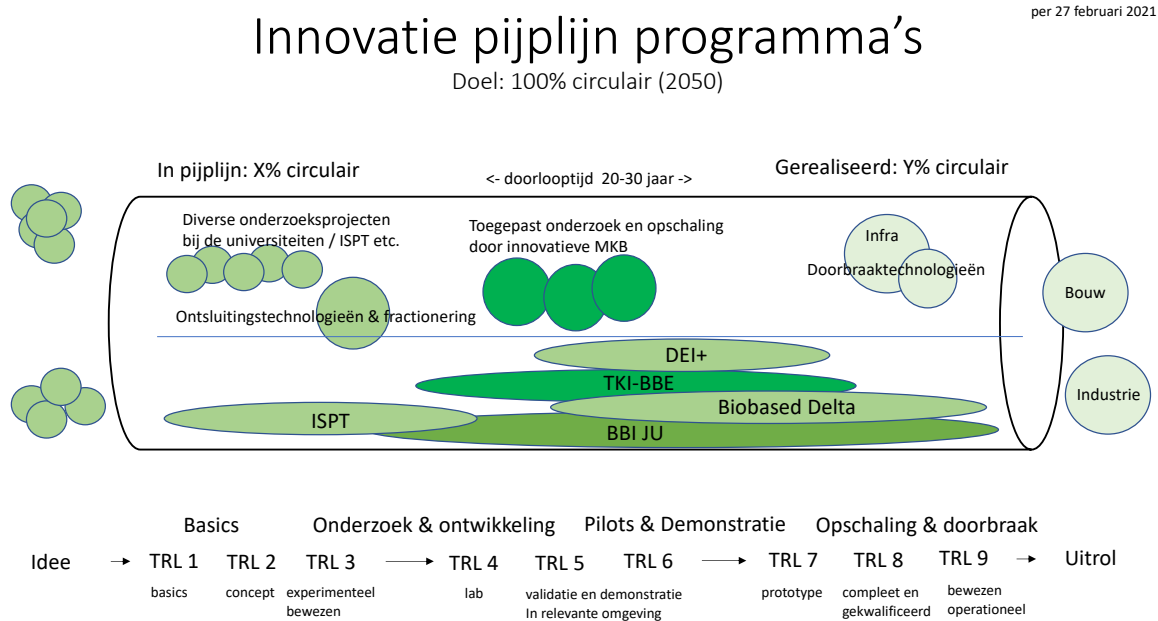 per 27 februari 2021
Innovatie pijplijn programma’s
Doel: 100% circulair (2050)
In pijplijn: X% circulair
<- doorlooptijd 20-30 jaar ->
Gerealiseerd: Y% circulair
Diverse onderzoeksprojecten
bij de universiteiten / ISPT etc.
Toegepast onderzoek en opschaling
door innovatieve MKB
Infra
Doorbraaktechnologieën
Bouw
Ontsluitingstechnologieën & fractionering
DEI+
TKI-BBE
Biobased Delta
Industrie
ISPT
BBI JU
Basics
Onderzoek & ontwikkeling
Pilots & Demonstratie
Opschaling & doorbraak
Idee
TRL 1
TRL 2
TRL 3
TRL 4
TRL 5
TRL 6
TRL 7
TRL 8
TRL 9
Uitrol
basics
concept
experimenteel
bewezen
lab
validatie en demonstratie
In relevante omgeving
prototype
compleet en
gekwalificeerd
bewezen
operationeel